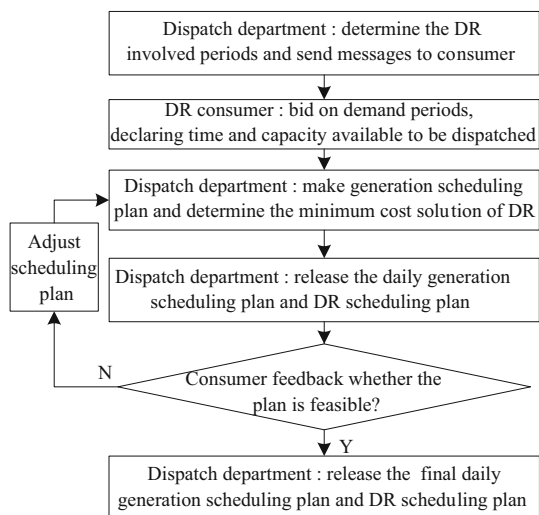 Dispatch department : determine the DR
involved periods and send messages to consumer
DR consumer : bid on demand periods,
declaring time and capacity available to be dispatched
Dispatch department : make generation scheduling
plan and determine the minimum cost solution of DR
Adjust
scheduling
plan
Dispatch department : release the daily generation
scheduling plan and DR scheduling plan
N
Consumer feedback whether the
plan is feasible?
Y
Dispatch department : release the final daily
generation scheduling plan and DR scheduling plan